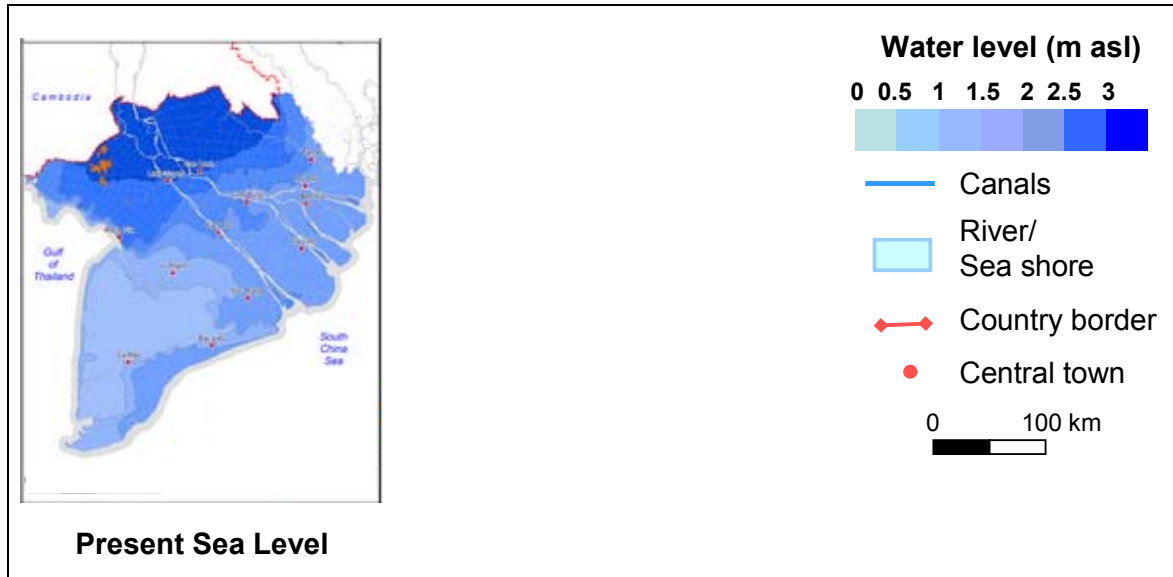 Water level (m asl)
0 0.5 1 1.5 2 2.5 3
Cambodia
Canals
River/
Sea shore
Gulf
of
Thailand
Country border
South
China
Sea
Central town
0 100 km
Present Sea Level